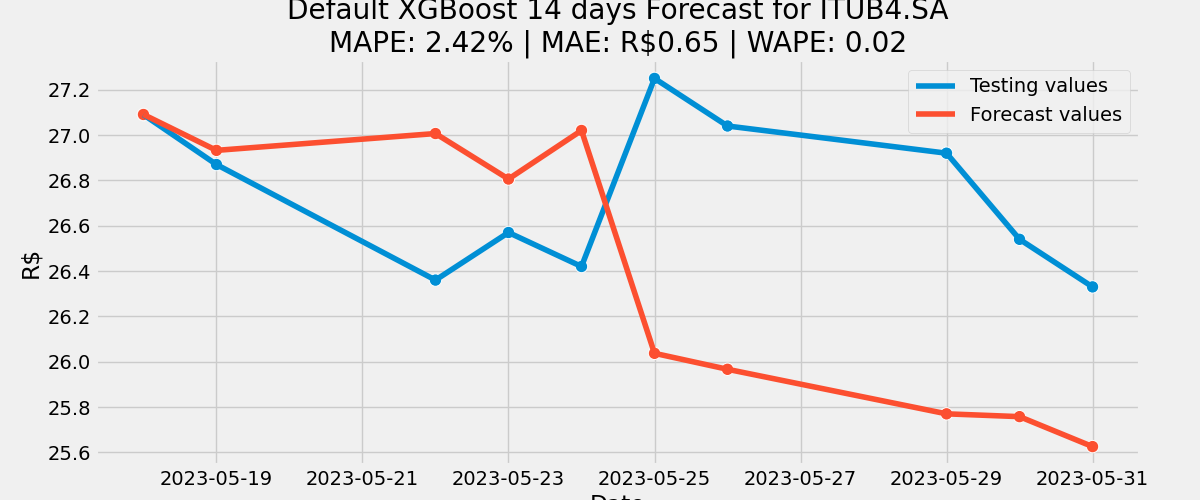 Default XGBoost 14 days Forecast for ITUB4.SA
MAPE: 2.42% | MAE: R$0.65 | WAPE: 0.02
Testing values
Forecast values
R$
27.2
27.0
26.8
26.6
26.4
26.2
26.0
25.8
25.6
2023-05-19 2023-05-21 2023-05-23 2023-05-25 2023-05-27 2023-05-29 2023-05-31
Date